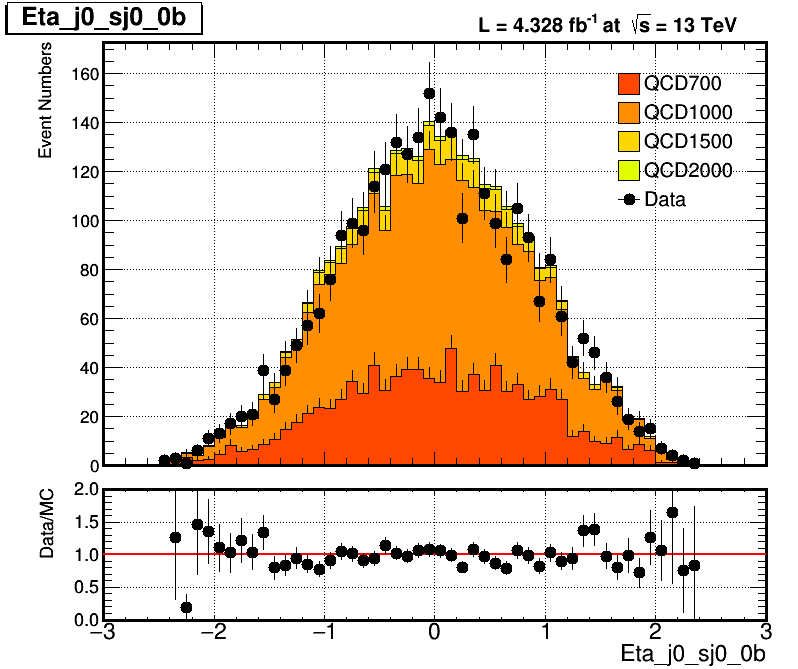 Eta_j0_sj0_0b
L = 4.328 fb⁻¹ at √s = 13 TeV
Event Numbers
160
140
120
100
80
60
40
20
0
QCD700
QCD1000
QCD1500
QCD2000
Data
Data/MC
2.0
1.5
1.0
0.5
0.0
−3 −2 −1 0 1 2 3
Eta_j0_sj0_0b